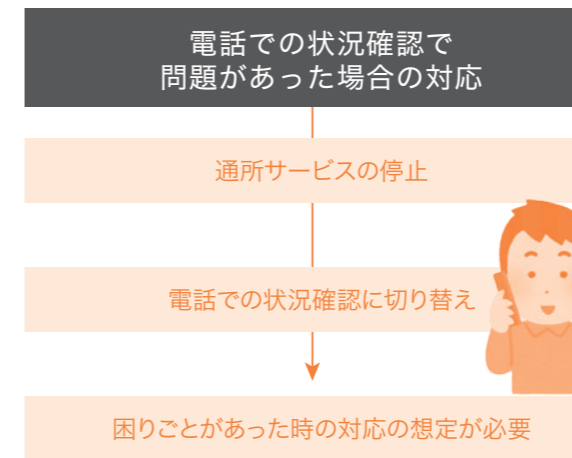 電話での状況確認で
問題があった場合の対応
通所サービスの停止
電話での状況確認に切り替え
困りごとがあった時の対応の想定が必要